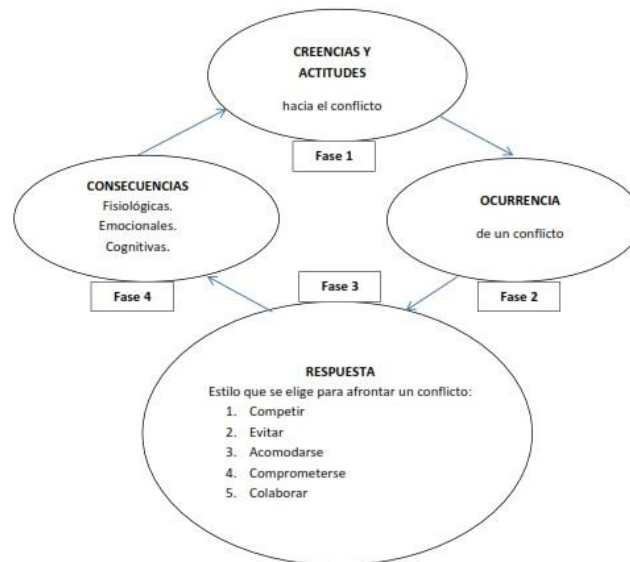 CREENCIAS Y
ACTITUDES
hacia el conflicto
Fase 1
OCURRENCIA
de un conflicto
Fase 2
Fase 3
RESPUESTA
Estilo que se elige para afrontar un conflicto:
1. Competir
2. Evitar
3. Acomodarse
4. Comprometerse
5. Colaborar
CONSECUENCIAS
Fisiológicas.
Emocionales.
Cognitivas.
Fase 4